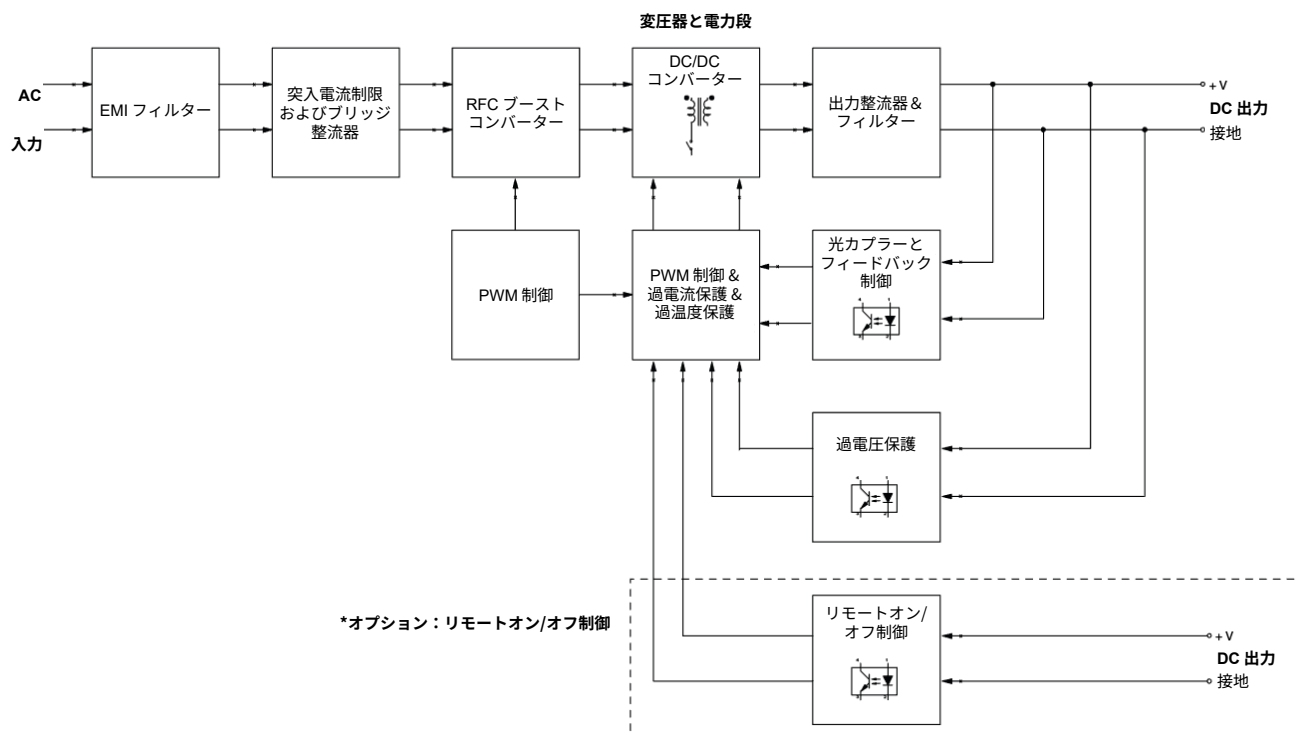 変圧器と電力段
AC
入力
EMI フィルター
突入電流制限
およびブリッジ
整流器
RFC ブースト
コンバーター
DC/DC
コンバーター
出力整流器&
フィルター
+V
DC 出力
接地
PWM 制御
PWM 制御 &
過電流保護 &
過温度保護
光カプラーと
フィードバック
制御
過電圧保護
*オプション：リモートオン/オフ制御
リモートオン/
オフ制御
+V
DC 出力
接地